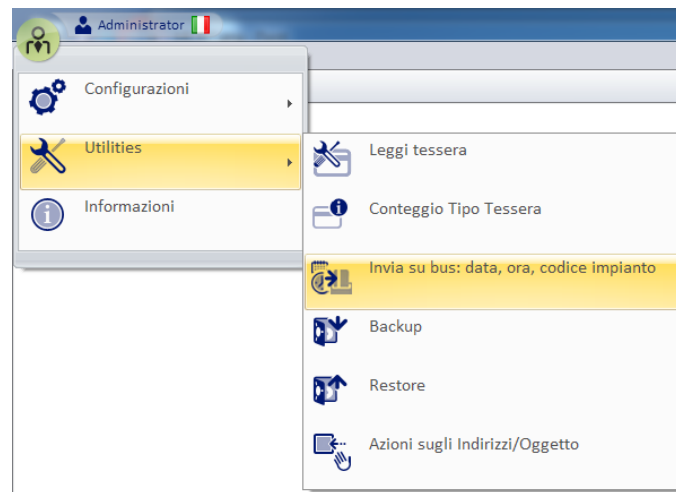 Administrator
Configurazioni
Utilities
Informazioni
Leggi tessera
Conteggio Tipo Tessera
Invia su bus: data, ora, codice impianto
Backup
Restore
Azioni sugli Indirizzi/Oggetto